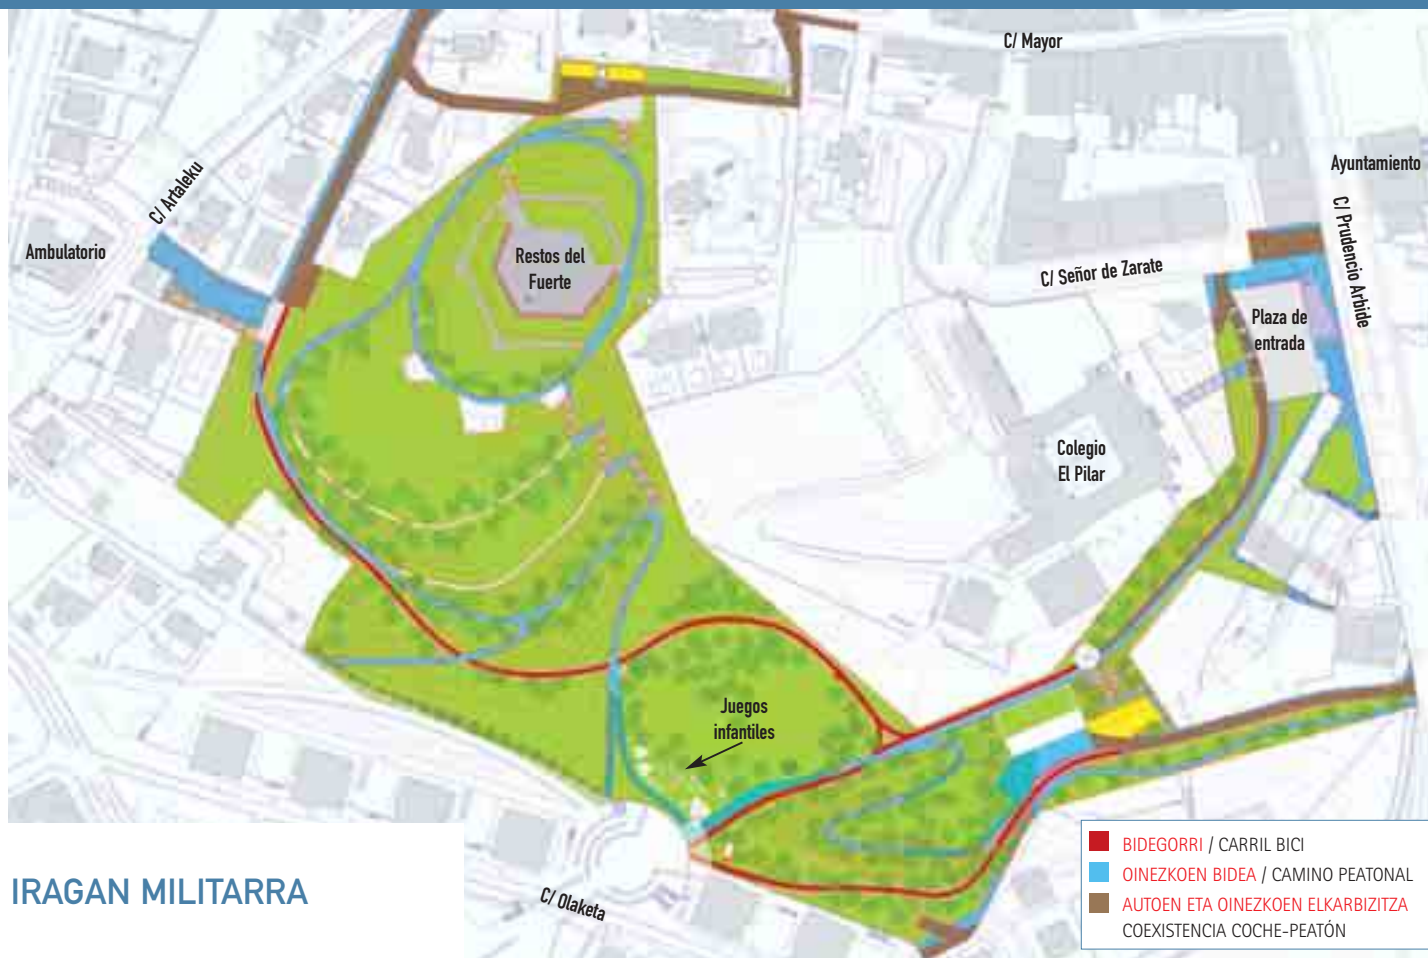 C/ Mayor
Ayuntamiento
C/ Artaleku
C/ Prudencio Arbide
Ambulatorio
Restos del
Fuerte
C/ Señor de Zarate
Plaza de
entrada
Colegio
El Pilar
Juegos
infantiles
BIDEGORRI / CARRIL BICI
OINEZKOEN BIDEA / CAMINO PEATONAL
AUTOEN ETA OINEZKOEN ELKARBIZITZA
COEXISTENCIA COCHE-PEATÓN
IRAGAN MILITARRA
C/ Olaketa